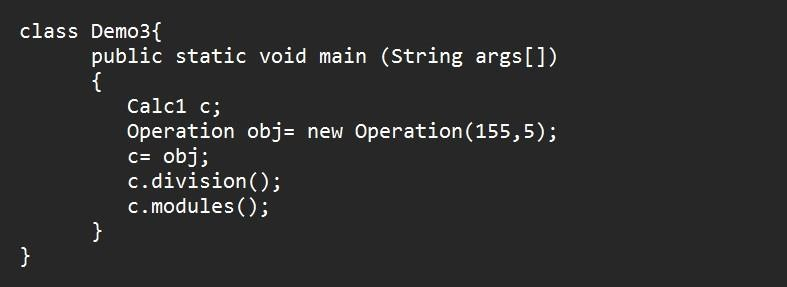 class Demo3{
public static void main (String args[])
{
Calc1 c;
Operation obj= new Operation(155,5);
c= obj;
c.division();
c.modules();
}
}